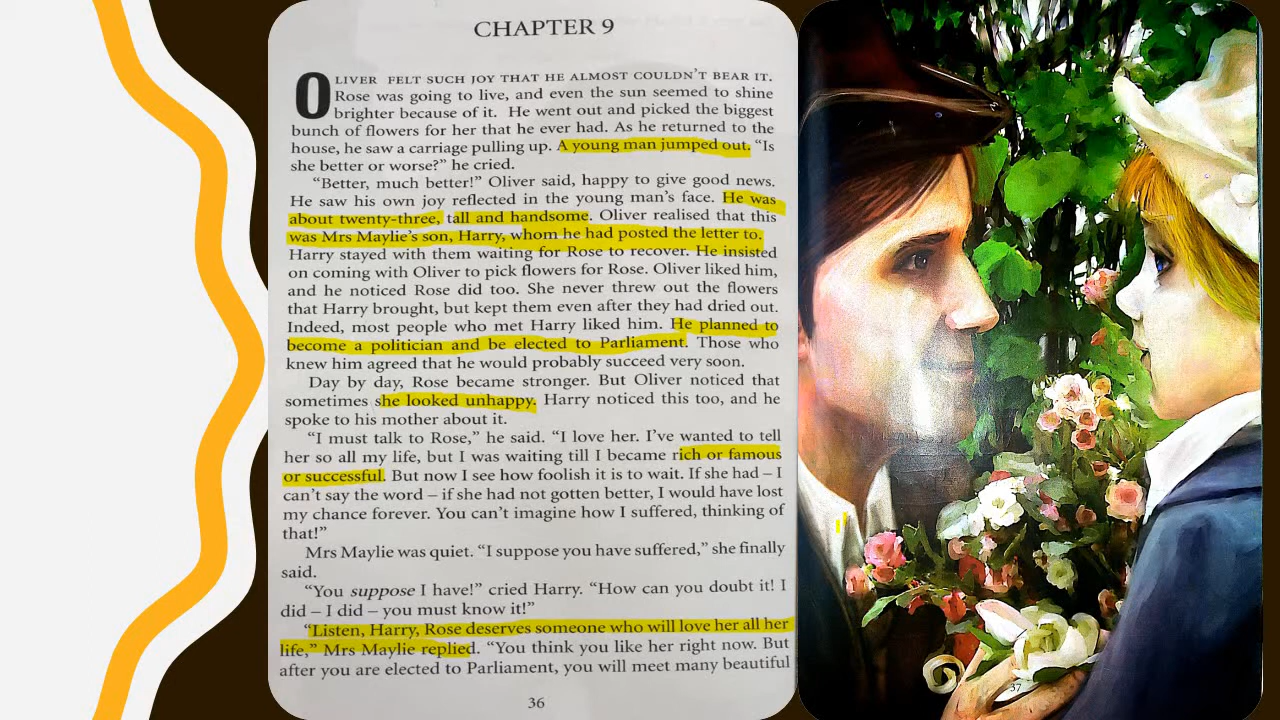 CHAPTER 9
OLIVER FELT SUCH JOY THAT HE ALMOST COULDN'T BEAR IT.
Rose was going to live, and even the sun seemed to shine
brighter because of it. He went out and picked the biggest
bunch of flowers for her that he ever had. As he returned to the
house, he saw a carriage pulling up. A young man jumped out. “Is
she better or worse?” he cried.
“Better, much better!” Oliver said, happy to give good news.
He saw his own joy reflected in the young man's face. He was
about twenty-three, tall and handsome. Oliver realised that this
was Mrs Maylie's son, Harry, whom he had posted the letter to.
Harry stayed with them waiting for Rose to recover. He insisted
on coming with Oliver to pick flowers for Rose. Oliver liked him,
and he noticed Rose did too. She never threw out the flowers
that Harry brought, but kept them even after they had dried out.
Indeed, most people who met Harry liked him. He planned to
become a politician and be elected to Parliament. Those who
knew him agreed that he would probably succeed very soon.
Day by day, Rose became stronger. But Oliver noticed that
sometimes she looked unhappy. Harry noticed this too, and he
spoke to his mother about it.
“I must talk to Rose,” he said. “I love her. I've wanted to tell
her so all my life, but I was waiting till I became rich or famous
or successful. But now I see how foolish it is to wait. If she had – I
can't say the word – if she had not gotten better, I would have lost
my chance forever. You can't imagine how I suffered, thinking of
that!”
Mrs Maylie was quiet. “I suppose you have suffered,” she finally
said.
“You suppose I have!” cried Harry. “How can you doubt it! I
did – I did – you must know it!”
“Listen, Harry, Rose deserves someone who will love her all her
life,” Mrs Maylie replied. “You think you like her right now. But
after you are elected to Parliament, you will meet many beautiful
36
37